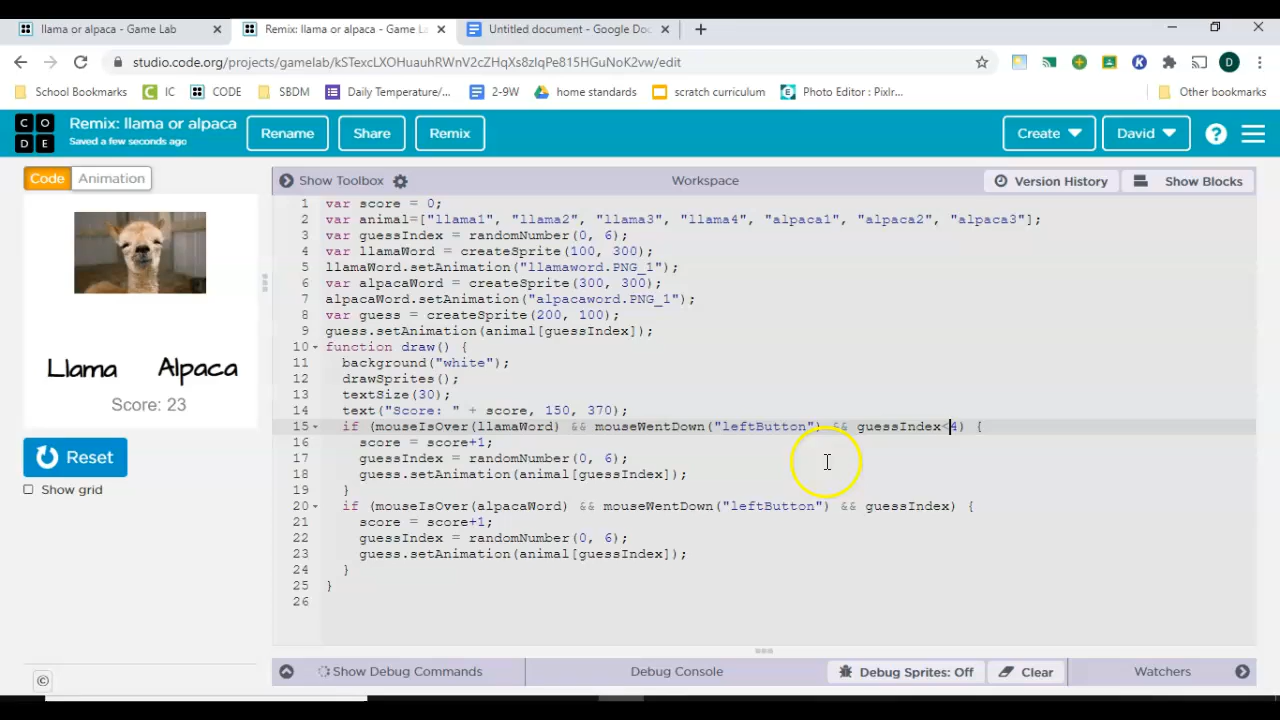 llama or alpaca - Game Lab
Remix: llama or alpaca - Game La
Untitled document - Google Doc
studio.code.org/projects/gamelab/kSTexcLXOHauuhRWnV2cZHqXs8zIqPe815HGuNoK2vw/edit
School Bookmarks IC CODE SBDM Daily Temperature/... 2-9W home standards scratch curriculum Photo Editor : Pixlr... Other bookmarks
CODE
Remix: llama or alpaca
Saved a few seconds ago
Rename Share Remix Create David ?
Code Animation
Show Toolbox Workspace Version History Show Blocks
1 var score = 0;
2 var animal=["llama1", "llama2", "llama3", "llama4", "alpaca1", "alpaca2", "alpaca3"];
3 var guessIndex = randomNumber(0, 6);
4 var llamaWord = createSprite(100, 300);
5 llamaWord.setAnimation("llamaword.PNG_1");
6 var alpacaWord = createSprite(300, 300);
7 alpacaWord.setAnimation("alpacaword.PNG_1");
8 var guess = createSprite(200, 100);
9 guess.setAnimation(animal[guessIndex]);
10 function draw() {
11 background("white");
12 drawSprites();
13 textSize(30);
14 text("Score: " + score, 150, 370);
15 if (mouseIsOver(llamaWord) && mouseWentDown("leftButton") && guessIndex<4) {
16 score = score+1;
17 guessIndex = randomNumber(0, 6);
18 guess.setAnimation(animal[guessIndex]);
19 }
20 if (mouseIsOver(alpacaWord) && mouseWentDown("leftButton") && guessIndex) {
21 score = score+1;
22 guessIndex = randomNumber(0, 6);
23 guess.setAnimation(animal[guessIndex]);
24 }
25 }
26
Llama Alpaca
Score: 23
Reset
Show grid
©
Show Debug Commands Debug Console Debug Sprites: Off Clear Watchers